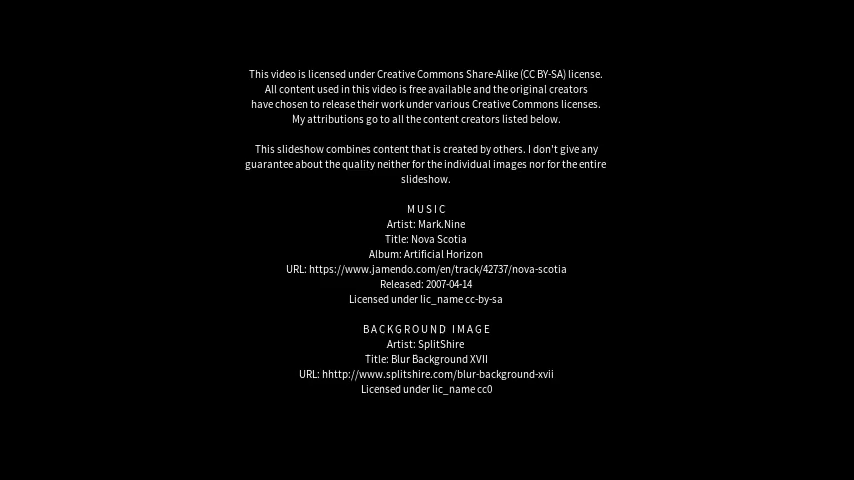 This video is licensed under Creative Commons Share-Alike (CC BY-SA) license.
All content used in this video is free available and the original creators
have chosen to release their work under various Creative Commons licenses.
My attributions go to all the content creators listed below.
This slideshow combines content that is created by others. I don't give any
guarantee about the quality neither for the individual images nor for the entire
slideshow.
MUSIC
Artist: Mark.Nine
Title: Nova Scotia
Album: Artificial Horizon
URL: https://www.jamendo.com/en/track/42737/nova-scotia
Released: 2007-04-14
Licensed under lic_name cc-by-sa
BACKGROUND IMAGE
Artist: SplitShire
Title: Blur Background XVII
URL: hhttp://www.splitshire.com/blur-background-xvii
Licensed under lic_name cc0